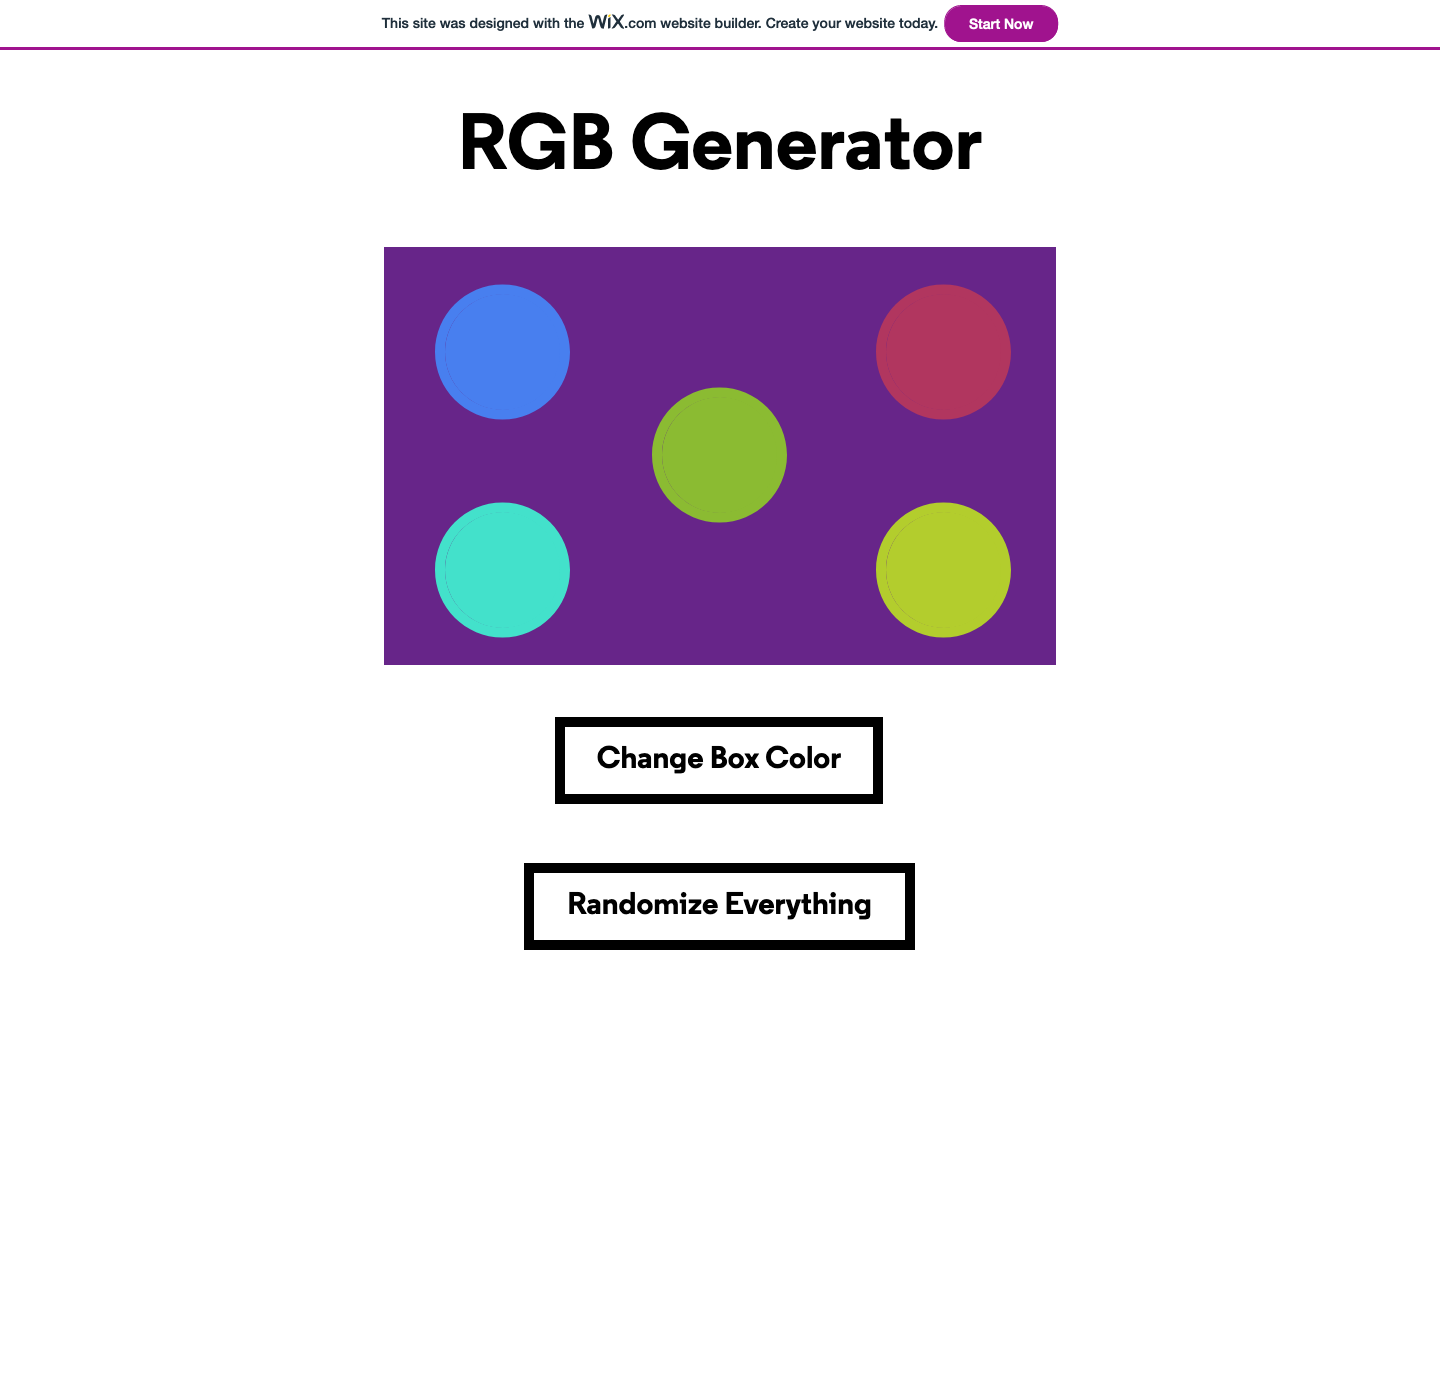 This site was designed with the WiX.com website builder. Create your website today. Start Now
RGB Generator
Change Box Color
Randomize Everything